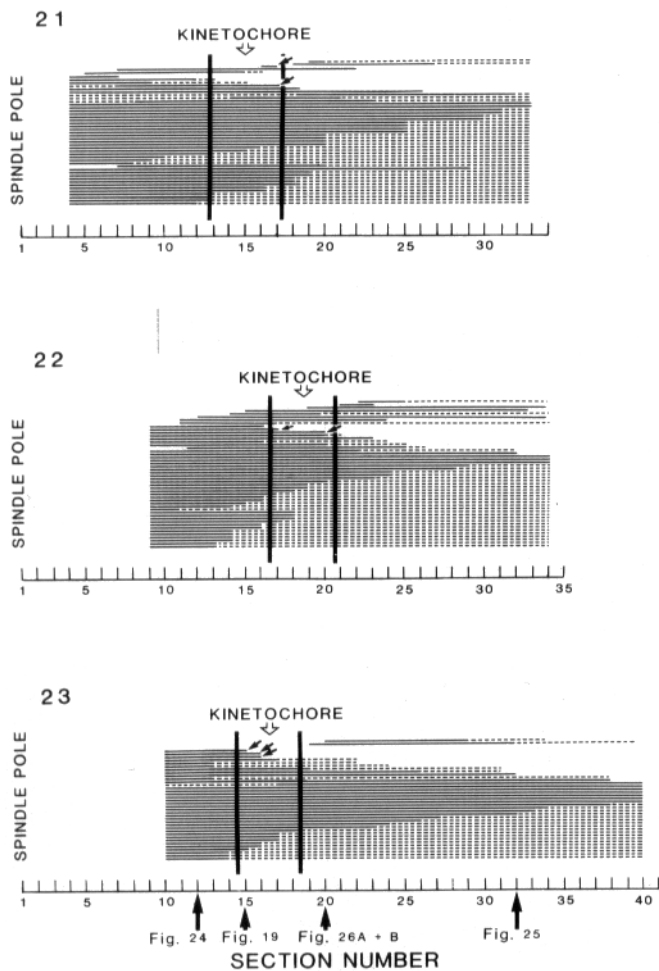 21
KINETOCHORE
SPINDLE POLE
1 5 10 15 20 25 30
22
KINETOCHORE
SPINDLE POLE
1 5 10 15 20 25 30 35
23
KINETOCHORE
SPINDLE POLE
1 5 10 15 20 25 30 35 40 41
Fig. 24 Fig. 19 Fig. 26A + B Fig. 25
SECTION NUMBER